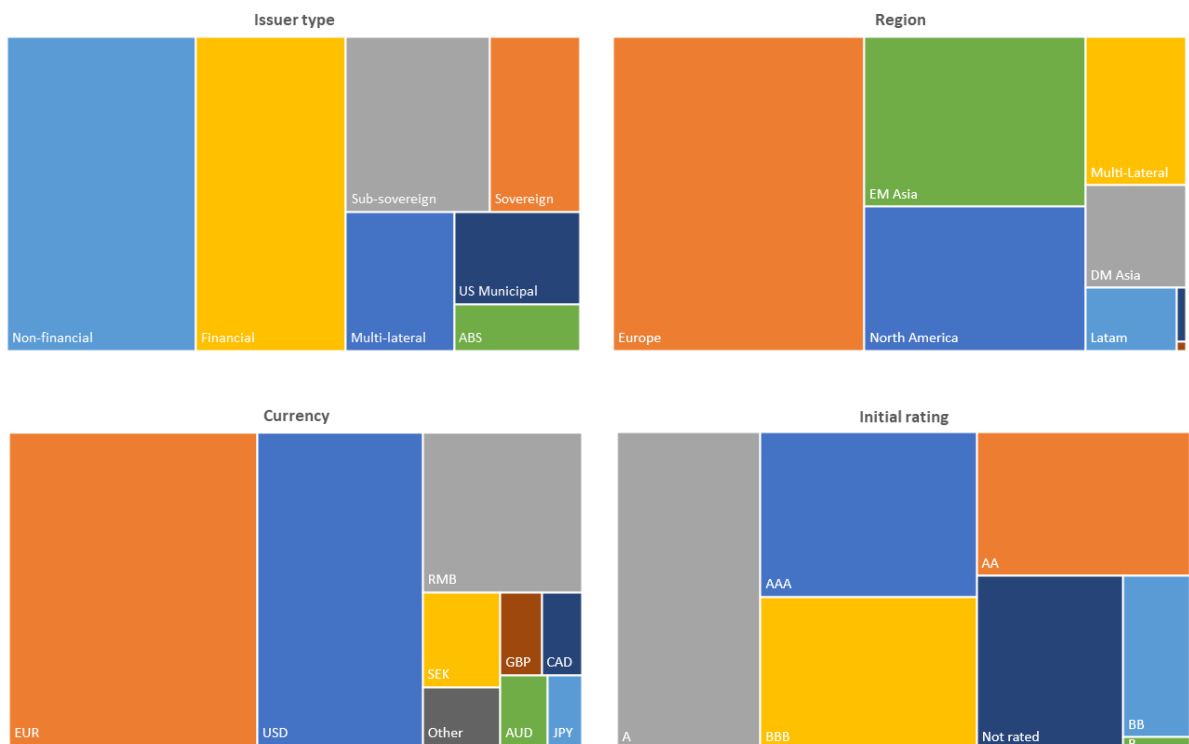 Issuer type
Region
Sub-sovereign
Sovereign
US Municipal
Non-financial
Financial
Multi-lateral
ABS
EM Asia
Multi-Lateral
DM Asia
Europe
North America
Latam
Currency
Initial rating
RMB
SEK
GBP
CAD
EUR
USD
Other
AUD
JPY
AAA
AA
BB
A
BBB
Not rated
B